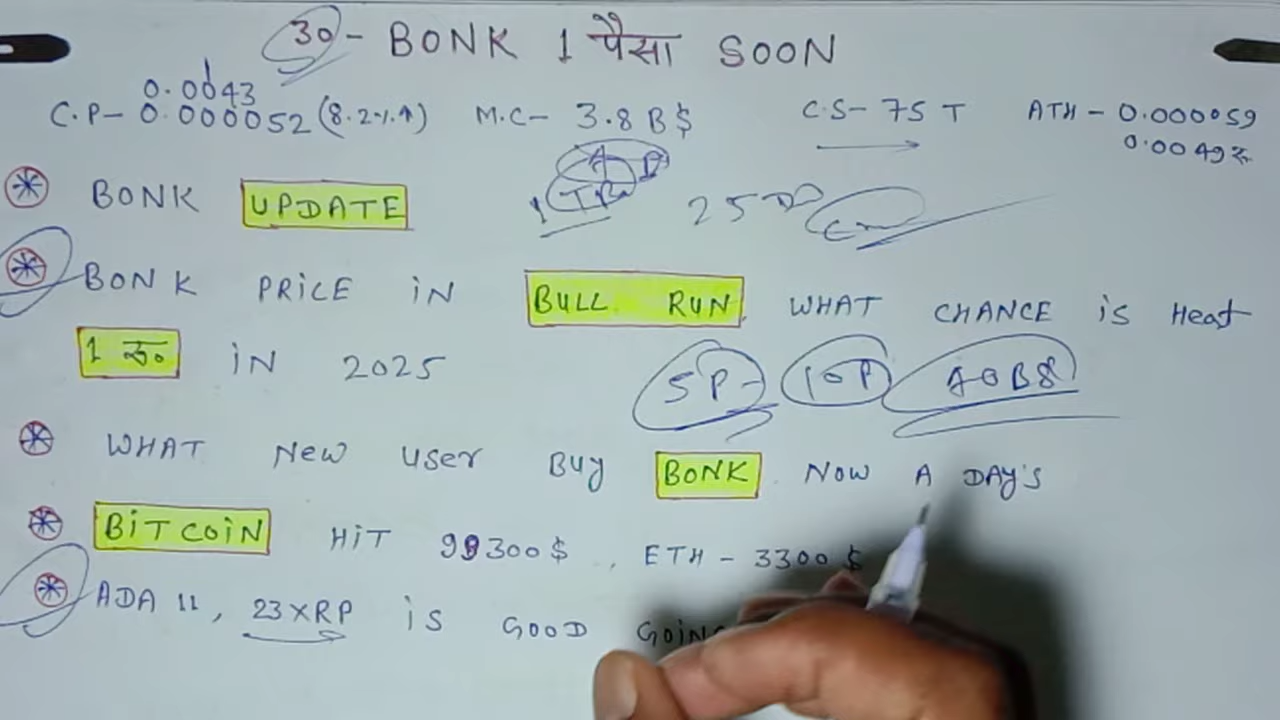 30 - BONK 1 पैसा SOON
0.0043
C.P - 0.000052 (8.2%↑) M.C - 3.8 B$ C.S - 75 T ATH - 0.000059
0.0049
BONK UPDATE
BONK PRICE IN BULL RUN WHAT CHANCE is Heat
1 रु० IN 2025
5P - 10P
WHAT New User Buy BONK NOW A DAY'S
BITCOIN HIT 99300$, ETH - 3300$
ADA 11, 23 XRP is GOOD